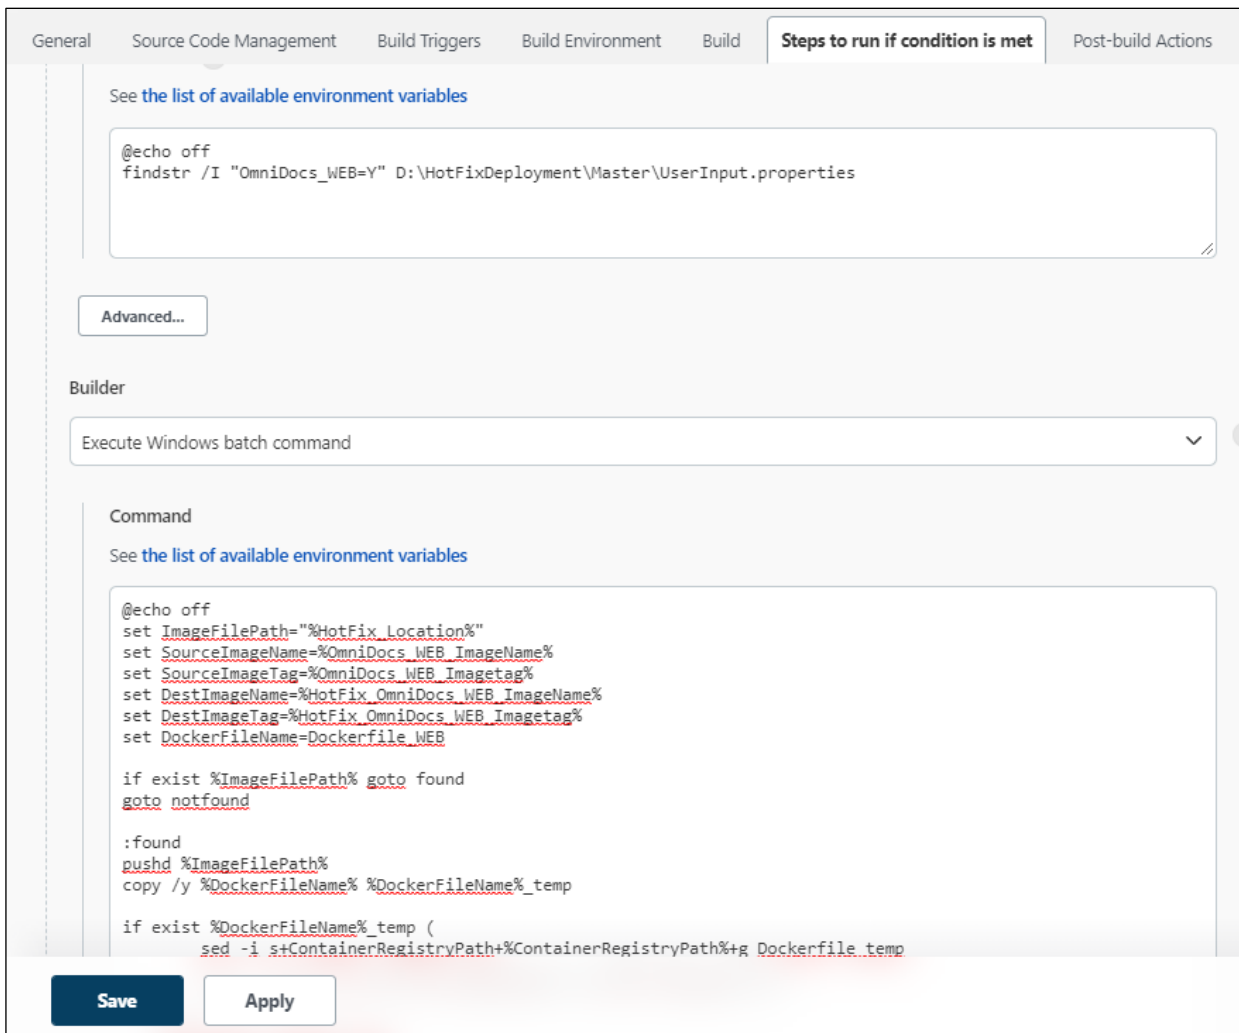 General Source Code Management Build Triggers Build Environment Build Steps to run if condition is met Post-build Actions
See the list of available environment variables
@echo off
findstr /I "OmniDocs_WEB=Y" D:\HotFixDeployment\Master\UserInput.properties
Advanced...
Builder
Execute Windows batch command
Command
See the list of available environment variables
@echo off
set ImageFilePath="%HotFix_Location%"
set SourceImageName=%OmniDocs_WEB_ImageName%
set SourceImageTag=%OmniDocs_WEB_Imagetag%
set DestImageName=%HotFix_OmniDocs_WEB_ImageName%
set DestImageTag=%HotFix_OmniDocs_WEB_Imagetag%
set DockerFileName=Dockerfile_WEB
if exist %ImageFilePath% goto found
goto notfound
:found
pushd %ImageFilePath%
copy /y %DockerFileName% %DockerFileName%_temp
if exist %DockerFileName%_temp (
sed -i s+ContainerRegistryPath+%ContainerRegistryPath%+g Dockerfile_temp
Save Apply